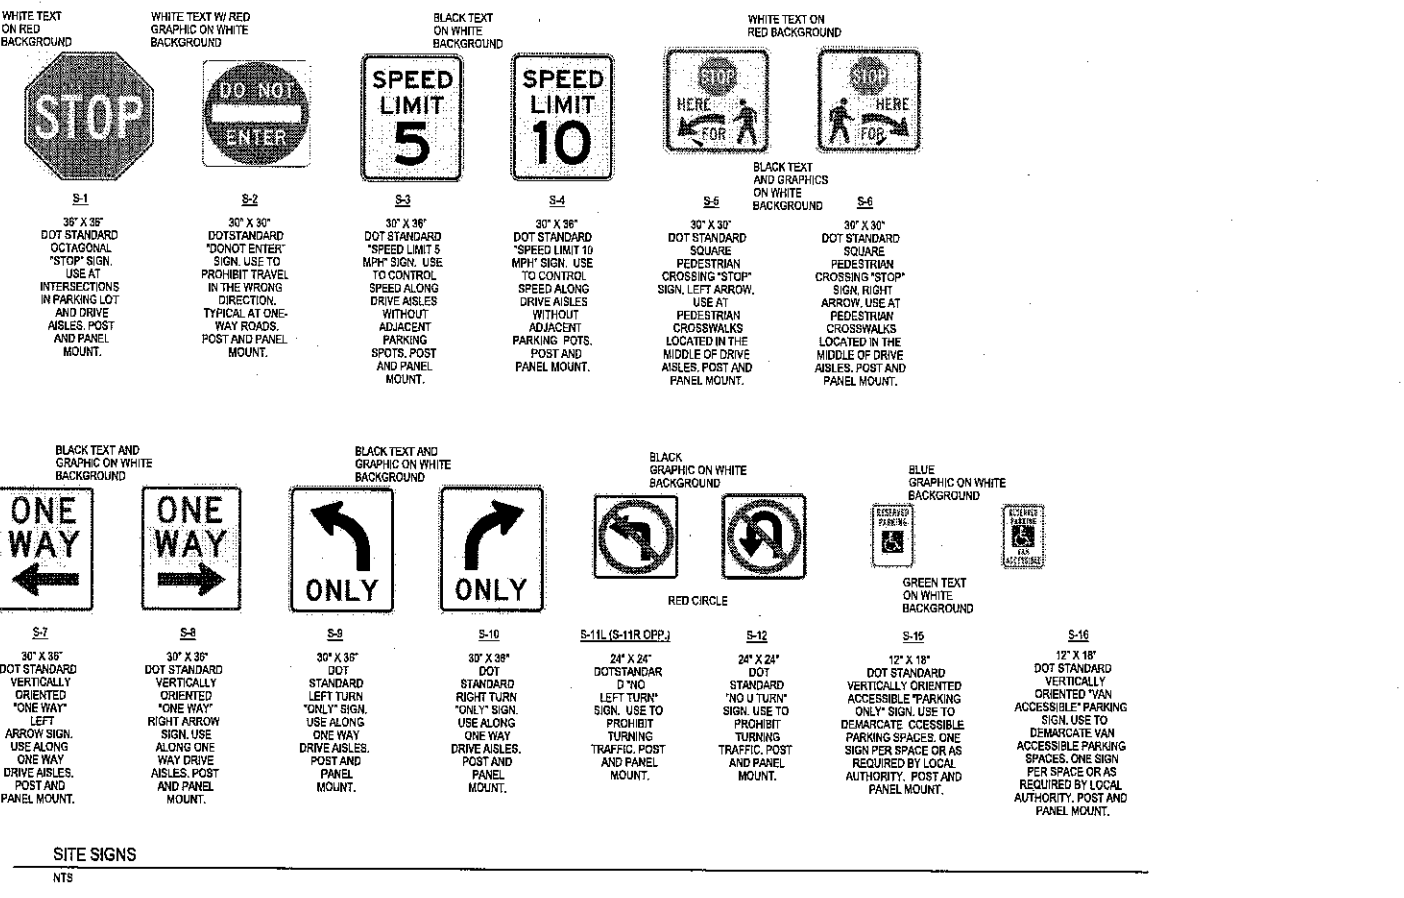 WHITE TEXT
ON RED
BACKGROUND
WHITE TEXT W/ RED
GRAPHIC ON WHITE
BACKGROUND
BLACK TEXT
ON WHITE
BACKGROUND
WHITE TEXT ON
RED BACKGROUND
STOP
DO NOT
ENTER
SPEED
LIMIT
5
SPEED
LIMIT
10
STOP
HERE
FOR
STOP
HERE
FOR
BLACK TEXT
AND GRAPHICS
ON WHITE
BACKGROUND
S-1
36" X 36"
DOT STANDARD
OCTAGONAL
"STOP" SIGN.
USE AT
INTERSECTIONS
IN PARKING LOT
AND DRIVE
AISLES. POST
AND PANEL
MOUNT.
S-2
30" X 30"
DOTSTANDARD
"DONOT ENTER"
SIGN. USE TO
PROHIBIT TRAVEL
IN THE WRONG
DIRECTION.
TYPICAL AT ONE-
WAY ROADS.
POST AND PANEL
MOUNT.
S-3
30" X 36"
DOT STANDARD
"SPEED LIMIT 5
MPH" SIGN. USE
TO CONTROL
SPEED ALONG
DRIVE AISLES
WITHOUT
ADJACENT
PARKING
SPOTS. POST
AND PANEL
MOUNT.
S-4
30" X 36"
DOT STANDARD
"SPEED LIMIT 10
MPH" SIGN. USE
TO CONTROL
SPEED ALONG
DRIVE AISLES
WITHOUT
ADJACENT
PARKING POTS.
POST AND
PANEL MOUNT.
S-5
30" X 30"
DOT STANDARD
SQUARE
PEDESTRIAN
CROSSING "STOP"
SIGN, LEFT ARROW.
USE AT
PEDESTRIAN
CROSSWALKS
LOCATED IN THE
MIDDLE OF DRIVE
AISLES. POST AND
PANEL MOUNT.
S-6
30" X 30"
DOT STANDARD
SQUARE
PEDESTRIAN
CROSSING "STOP"
SIGN, RIGHT
ARROW. USE AT
PEDESTRIAN
CROSSWALKS
LOCATED IN THE
MIDDLE OF DRIVE
AISLES. POST AND
PANEL MOUNT.
BLACK TEXT AND
GRAPHIC ON WHITE
BACKGROUND
BLACK TEXT AND
GRAPHIC ON WHITE
BACKGROUND
BLACK
GRAPHIC ON WHITE
BACKGROUND
BLUE
GRAPHIC ON WHITE
BACKGROUND
ONE
WAY
ONE
WAY
ONLY
ONLY
RESERVED
PARKING
RESERVED
PARKING
VAN
ACCESSIBLE
RED CIRCLE
GREEN TEXT
ON WHITE
BACKGROUND
S-7
30" X 36"
DOT STANDARD
VERTICALLY
ORIENTED
"ONE WAY"
LEFT
ARROW SIGN.
USE ALONG
ONE WAY
DRIVE AISLES.
POST AND
PANEL MOUNT.
S-8
30" X 36"
DOT STANDARD
VERTICALLY
ORIENTED
"ONE WAY"
RIGHT ARROW
SIGN. USE
ALONG ONE
WAY DRIVE
AISLES. POST
AND PANEL
MOUNT.
S-9
30" X 36"
DOT
STANDARD
LEFT TURN
"ONLY" SIGN.
USE ALONG
ONE WAY
DRIVE AISLES.
POST AND
PANEL
MOUNT.
S-10
30" X 36"
DOT
STANDARD
RIGHT TURN
"ONLY" SIGN.
USE ALONG
ONE WAY
DRIVE AISLES.
POST AND
PANEL
MOUNT.
S-11L (S-11R OPP.)
24" X 24"
DOTSTANDAR
D "NO
LEFT TURN"
SIGN. USE TO
PROHIBIT
TURNING
TRAFFIC. POST
AND PANEL
MOUNT.
S-12
24" X 24"
DOT
STANDARD
"NO U TURN"
SIGN. USE TO
PROHIBIT
TURNING
TRAFFIC. POST
AND PANEL
MOUNT.
S-15
12" X 18"
DOT STANDARD
VERTICALLY ORIENTED
ACCESSIBLE "PARKING
ONLY" SIGN. USE TO
DEMARCATE CCESSIBLE
PARKING SPACES. ONE
SIGN PER SPACE OR AS
REQUIRED BY LOCAL
AUTHORITY. POST AND
PANEL MOUNT.
S-16
12" X 18"
DOT STANDARD
VERTICALLY
ORIENTED "VAN
ACCESSIBLE" PARKING
SIGN. USE TO
DEMARCATE VAN
ACCESSIBLE PARKING
SPACES. ONE SIGN
PER SPACE OR AS
REQUIRED BY LOCAL
AUTHORITY. POST AND
PANEL MOUNT.
SITE SIGNS
NTS